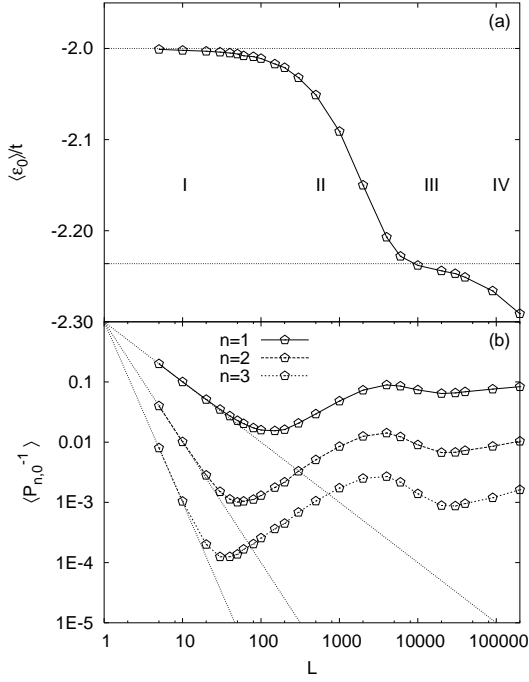 (a)
-2.0
-2.1
-2.20
-2.30
⟨ε0⟩/t
I
II
III
IV
(b)
n=1
n=2
n=3
0.1
0.01
1E-3
1E-4
1E-5
⟨Pn,0-1 ⟩
1
10
100
1000
10000
100000
L